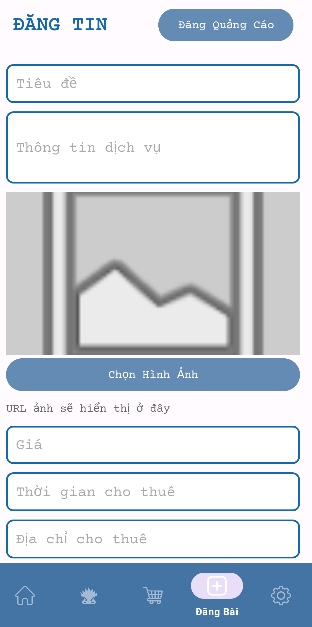 ĐĂNG TIN
Đăng Quảng Cáo
Tiêu đề
Thông tin dịch vụ
Chọn Hình Ảnh
URL ảnh sẽ hiển thị ở đây
Giá
Thời gian cho thuê
Địa chỉ cho thuê
Đăng Bài